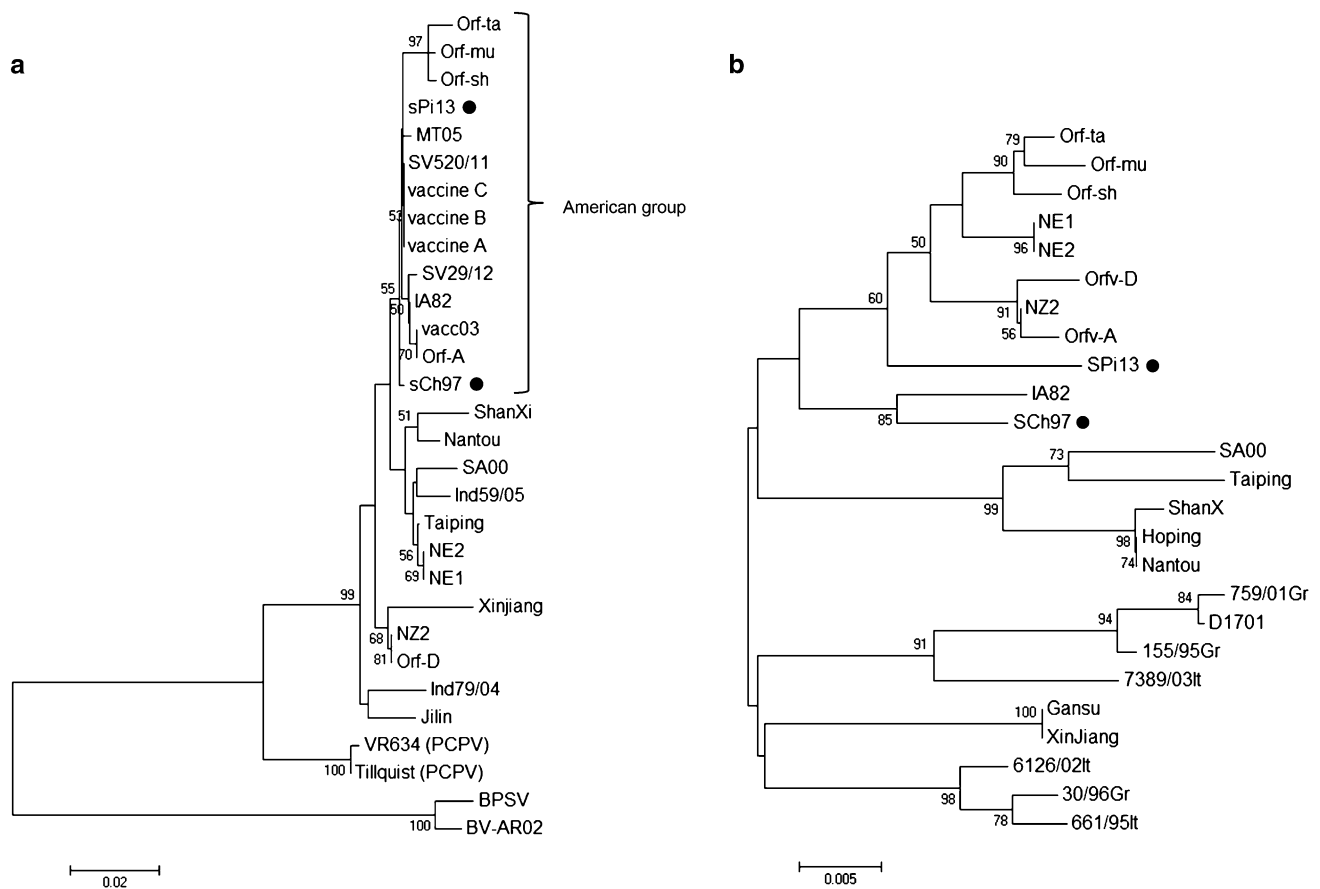 a
97
Orf-ta
Orf-mu
Orf-sh
sPi13
MT05
SV520/11
vaccine C
53
vaccine B
vaccine A
SV29/12
55
IA82
50
vacc03
70
Orf-A
sCh97
American group
51
ShanXi
Nantou
SA00
Ind59/05
Taiping
56
NE2
69
NE1
99
Xinjiang
68
NZ2
81
Orf-D
Ind79/04
Jilin
VR634 (PCPV)
100
Tillquist (PCPV)
BPSV
100
BV-AR02
0.02
b
79
Orf-ta
90
Orf-mu
Orf-sh
NE1
96
NE2
50
Orfv-D
60
91
NZ2
56
Orfv-A
SPi13
IA82
85
SCh97
73
SA00
Taiping
99
ShanX
98
Hoping
74
Nantou
84
759/01Gr
94
D1701
91
155/95Gr
7389/03It
100
Gansu
XinJiang
6126/02It
98
30/96Gr
78
661/95It
0.005